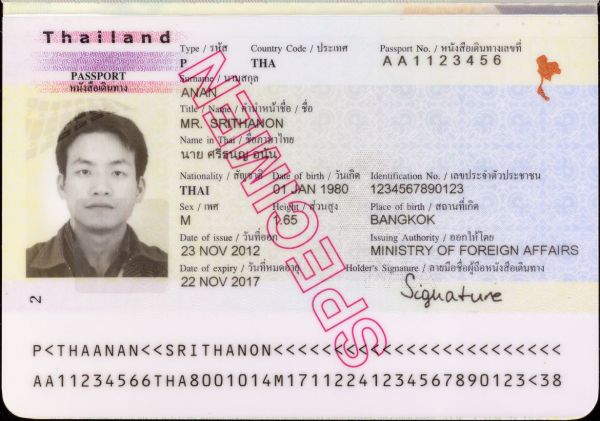 Thailand
PASSPORT
หนังสือเดินทาง
Type / รหัส Country Code / ประเทศ Passport No. / หนังสือเดินทางเลขที่
P THA AA1123456
Surname / นามสกุล
ANAN
Title / Name / คำนำหน้าชื่อ / ชื่อ
MR. SRITHANON
Name in Thai / ชื่อภาษาไทย
นาย ศรีธนญ อนัน
Nationality / สัญชาติ Date of birth / วันเกิด Identification No. / เลขประจำตัวประชาชน
THAI 01 JAN 1980 1234567890123
Sex / เพศ Height / ส่วนสูง Place of birth / สถานที่เกิด
M 1.65 BANGKOK
Date of issue / วันที่ออก Issuing Authority / ออกให้โดย
23 NOV 2012 MINISTRY OF FOREIGN AFFAIRS
Date of expiry / วันที่หมดอายุ Holder's Signature / ลายมือชื่อผู้ถือหนังสือเดินทาง
22 NOV 2017 Signature
SPECIMEN
2
P<THAANAN<<SRITHANON<<<<<<<<<<<<<<<<<<<<<<<<
AA11234566THA8001014M17112241234567890123<38